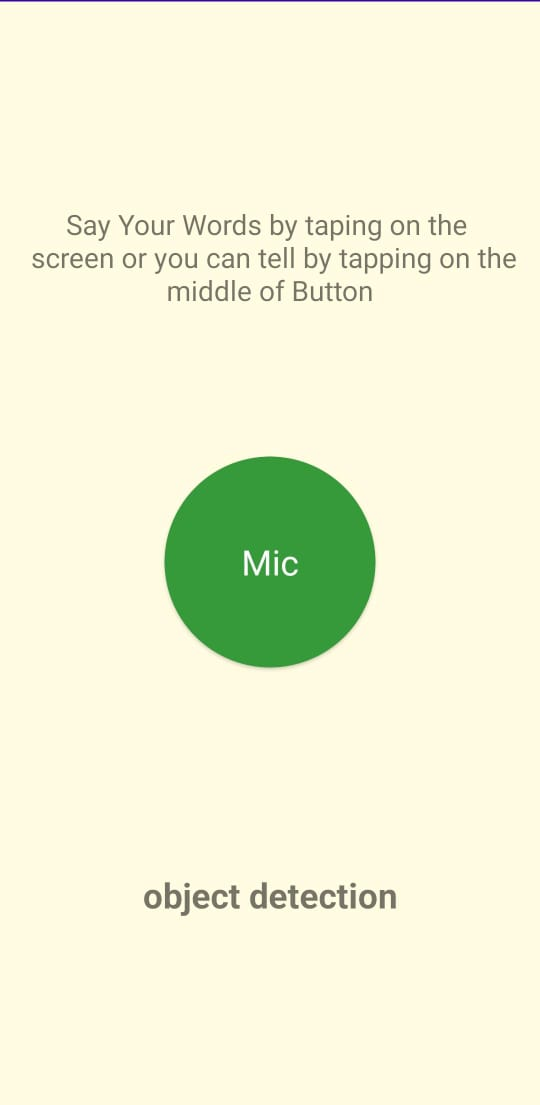 Say Your Words by taping on the
screen or you can tell by tapping on the
middle of Button
Mic
object detection